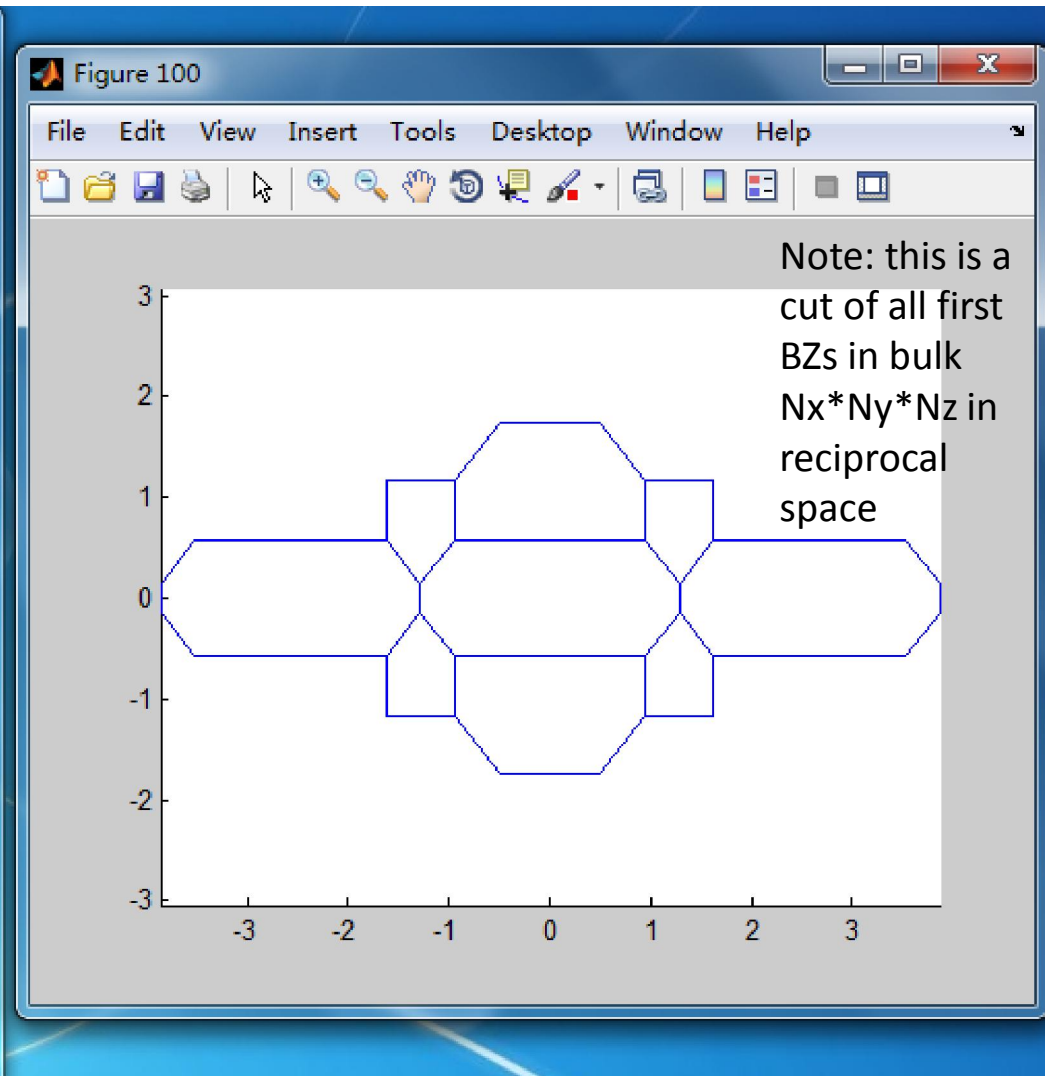 Figure 100
File Edit View Insert Tools Desktop Window Help
Note: this is a
cut of all first
BZs in bulk
Nx*Ny*Nz in
reciprocal
space
3
2
1
0
-1
-2
-3
-3 -2 -1 0 1 2 3